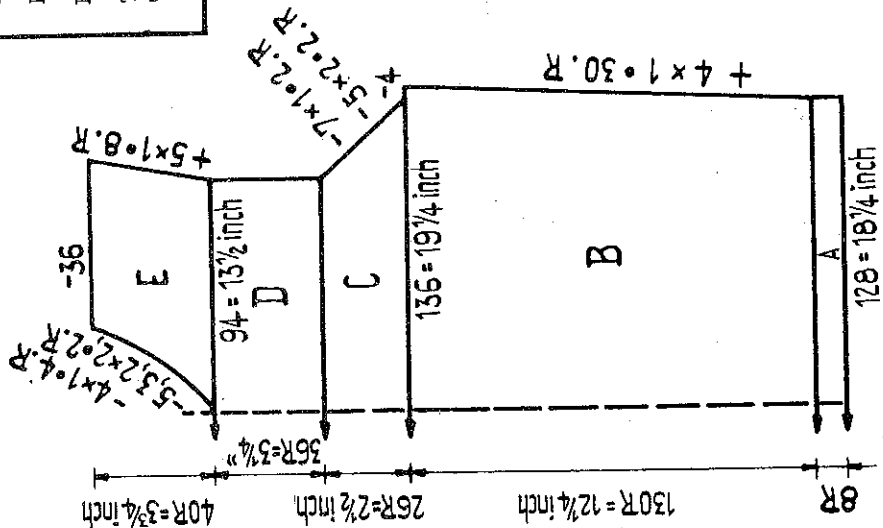 -7×1•2.R
-5×2•2.R
-4
+5×1•8.R
-36
-4×1•4.R
-5,3,2×2•2.R
E
94=13½ inch
D
C
136=19¼ inch
+4×1•30.R
B
A
128=18¼ inch
40R=3¾ inch
36R=3¼"
26R=2½ inch
130R=12¼ inch
8R